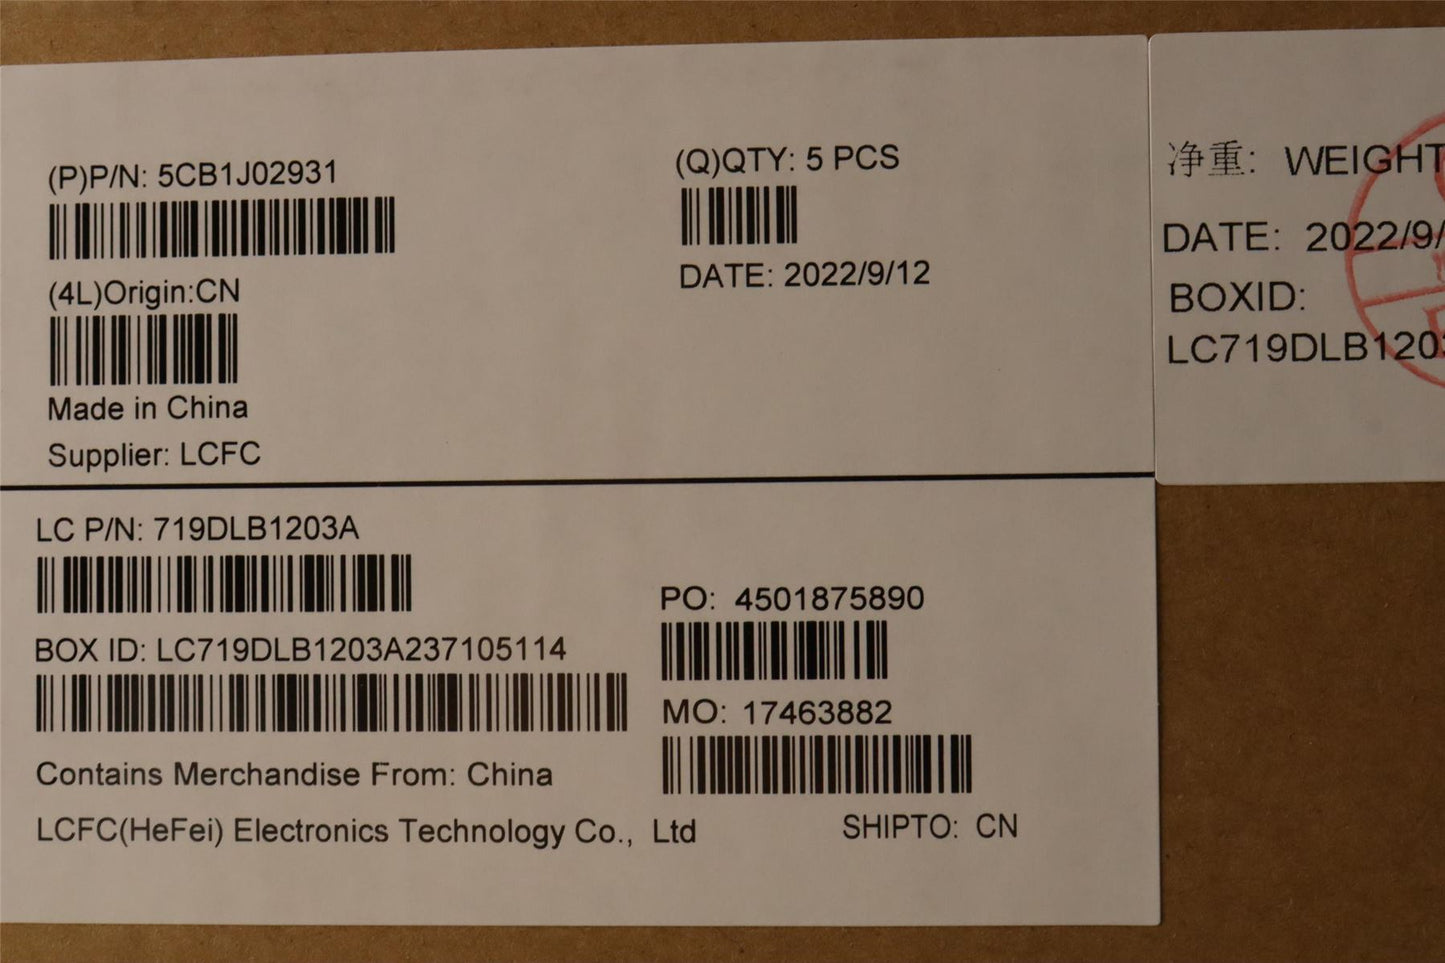 (P)P/N: 5CB1J02931
(Q)QTY: 5 PCS
DATE: 2022/9/12
(4L)Origin:CN
Made in China
Supplier: LCFC
LC P/N: 719DLB1203A
BOX ID: LC719DLB1203A237105114
PO: 4501875890
MO: 17463882
Contains Merchandise From: China
LCFC(HeFei) Electronics Technology Co., Ltd
SHIPTO: CN
净重: WEIGHT
DATE: 2022/9/
BOXID:
LC719DLB1203